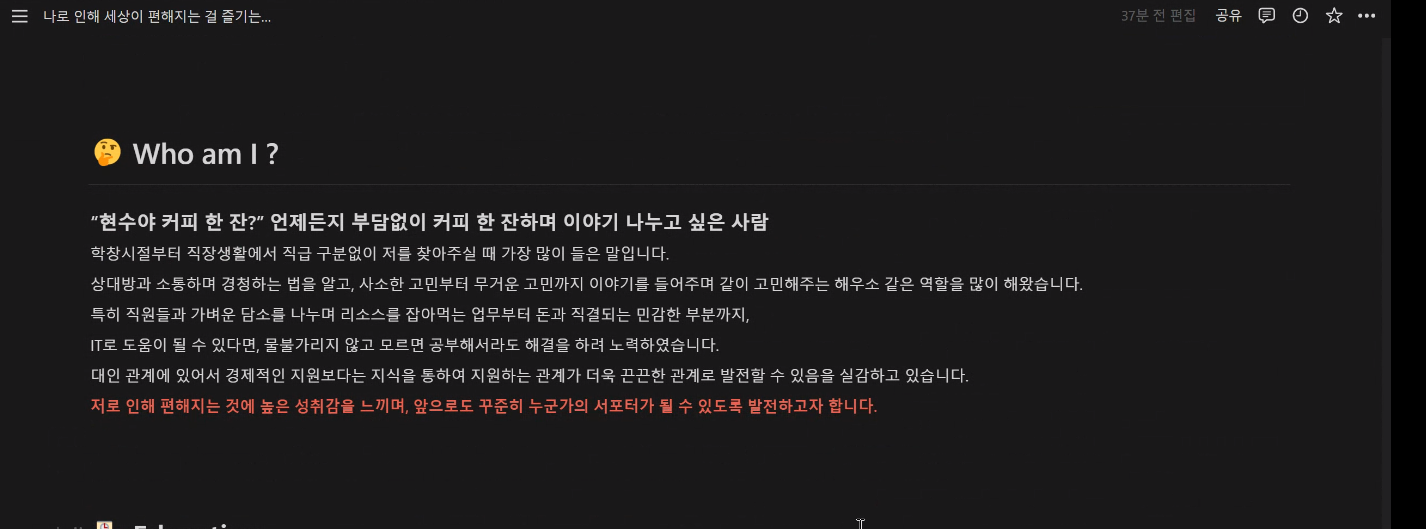 나로 인해 세상이 편해지는 걸 즐기는...
37분 전 편집
공유
Who am I ?
“현수야 커피 한 잔?” 언제든지 부담없이 커피 한 잔하며 이야기 나누고 싶은 사람
학창시절부터 직장생활에서 직급 구분없이 저를 찾아주실 때 가장 많이 들은 말입니다.
상대방과 소통하며 경청하는 법을 알고, 사소한 고민부터 무거운 고민까지 이야기를 들어주며 같이 고민해주는 해우소 같은 역할을 많이 해왔습니다.
특히 직원들과 가벼운 담소를 나누며 리소스를 잡아먹는 업무부터 돈과 직결되는 민감한 부분까지,
IT로 도움이 될 수 있다면, 물불가리지 않고 모르면 공부해서라도 해결을 하려 노력하였습니다.
대인 관계에 있어서 경제적인 지원보다는 지식을 통하여 지원하는 관계가 더욱 끈끈한 관계로 발전할 수 있음을 실감하고 있습니다.
저로 인해 편해지는 것에 높은 성취감을 느끼며, 앞으로도 꾸준히 누군가의 서포터가 될 수 있도록 발전하고자 합니다.